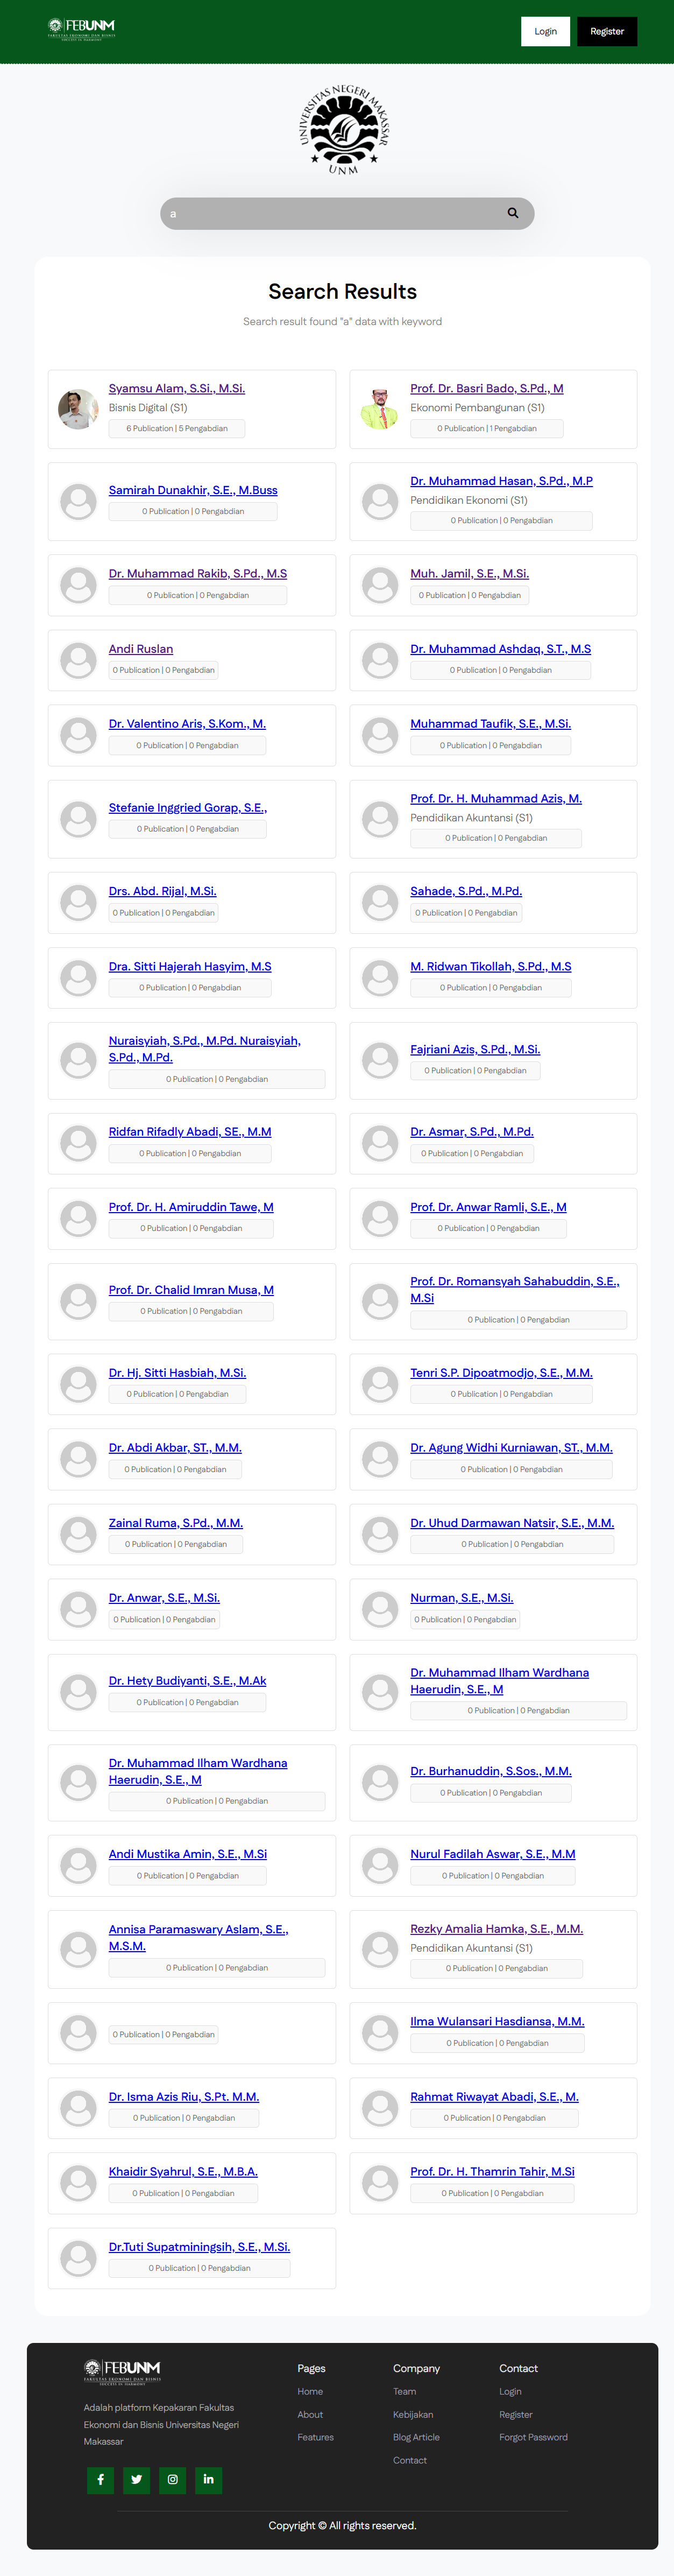 FEBUNM
FAKULTAS EKONOMI DAN BISNIS
SUCCESS IN HARMONY
Login
Register
UNIVERSITAS NEGERI MAKASSAR
UNM
a
Search Results
Search result found "a" data with keyword
Syamsu Alam, S.Si., M.Si.
Bisnis Digital (S1)
6 Publication | 5 Pengabdian
Prof. Dr. Basri Bado, S.Pd., M
Ekonomi Pembangunan (S1)
0 Publication | 1 Pengabdian
Samirah Dunakhir, S.E., M.Buss
0 Publication | 0 Pengabdian
Dr. Muhammad Hasan, S.Pd., M.P
Pendidikan Ekonomi (S1)
0 Publication | 0 Pengabdian
Dr. Muhammad Rakib, S.Pd., M.S
0 Publication | 0 Pengabdian
Muh. Jamil, S.E., M.Si.
0 Publication | 0 Pengabdian
Andi Ruslan
0 Publication | 0 Pengabdian
Dr. Muhammad Ashdaq, S.T., M.S
0 Publication | 0 Pengabdian
Dr. Valentino Aris, S.Kom., M.
0 Publication | 0 Pengabdian
Muhammad Taufik, S.E., M.Si.
0 Publication | 0 Pengabdian
Stefanie Inggried Gorap, S.E.,
0 Publication | 0 Pengabdian
Prof. Dr. H. Muhammad Azis, M.
Pendidikan Akuntansi (S1)
0 Publication | 0 Pengabdian
Drs. Abd. Rijal, M.Si.
0 Publication | 0 Pengabdian
Sahade, S.Pd., M.Pd.
0 Publication | 0 Pengabdian
Dra. Sitti Hajerah Hasyim, M.S
0 Publication | 0 Pengabdian
M. Ridwan Tikollah, S.Pd., M.S
0 Publication | 0 Pengabdian
Nuraisyiah, S.Pd., M.Pd. Nuraisyiah,
S.Pd., M.Pd.
0 Publication | 0 Pengabdian
Fajriani Azis, S.Pd., M.Si.
0 Publication | 0 Pengabdian
Ridfan Rifadly Abadi, SE., M.M
0 Publication | 0 Pengabdian
Dr. Asmar, S.Pd., M.Pd.
0 Publication | 0 Pengabdian
Prof. Dr. H. Amiruddin Tawe, M
0 Publication | 0 Pengabdian
Prof. Dr. Anwar Ramli, S.E., M
0 Publication | 0 Pengabdian
Prof. Dr. Chalid Imran Musa, M
0 Publication | 0 Pengabdian
Prof. Dr. Romansyah Sahabuddin, S.E.,
M.Si
0 Publication | 0 Pengabdian
Dr. Hj. Sitti Hasbiah, M.Si.
0 Publication | 0 Pengabdian
Tenri S.P. Dipoatmodjo, S.E., M.M.
0 Publication | 0 Pengabdian
Dr. Abdi Akbar, ST., M.M.
0 Publication | 0 Pengabdian
Dr. Agung Widhi Kurniawan, ST., M.M.
0 Publication | 0 Pengabdian
Zainal Ruma, S.Pd., M.M.
0 Publication | 0 Pengabdian
Dr. Uhud Darmawan Natsir, S.E., M.M.
0 Publication | 0 Pengabdian
Dr. Anwar, S.E., M.Si.
0 Publication | 0 Pengabdian
Nurman, S.E., M.Si.
0 Publication | 0 Pengabdian
Dr. Hety Budiyanti, S.E., M.Ak
0 Publication | 0 Pengabdian
Dr. Muhammad Ilham Wardhana
Haerudin, S.E., M
0 Publication | 0 Pengabdian
Dr. Muhammad Ilham Wardhana
Haerudin, S.E., M
0 Publication | 0 Pengabdian
Dr. Burhanuddin, S.Sos., M.M.
0 Publication | 0 Pengabdian
Andi Mustika Amin, S.E., M.Si
0 Publication | 0 Pengabdian
Nurul Fadilah Aswar, S.E., M.M
0 Publication | 0 Pengabdian
Annisa Paramaswary Aslam, S.E.,
M.S.M.
0 Publication | 0 Pengabdian
Rezky Amalia Hamka, S.E., M.M.
Pendidikan Akuntansi (S1)
0 Publication | 0 Pengabdian
0 Publication | 0 Pengabdian
Ilma Wulansari Hasdiansa, M.M.
0 Publication | 0 Pengabdian
Dr. Isma Azis Riu, S.Pt. M.M.
0 Publication | 0 Pengabdian
Rahmat Riwayat Abadi, S.E., M.
0 Publication | 0 Pengabdian
Khaidir Syahrul, S.E., M.B.A.
0 Publication | 0 Pengabdian
Prof. Dr. H. Thamrin Tahir, M.Si
0 Publication | 0 Pengabdian
Dr.Tuti Supatminingsih, S.E., M.Si.
0 Publication | 0 Pengabdian
FEBUNM
FAKULTAS EKONOMI DAN BISNIS
SUCCESS IN HARMONY
Adalah platform Kepakaran Fakultas
Ekonomi dan Bisnis Universitas Negeri
Makassar
Pages
Home
About
Features
Company
Team
Kebijakan
Blog Article
Contact
Contact
Login
Register
Forgot Password
Copyright © All rights reserved.